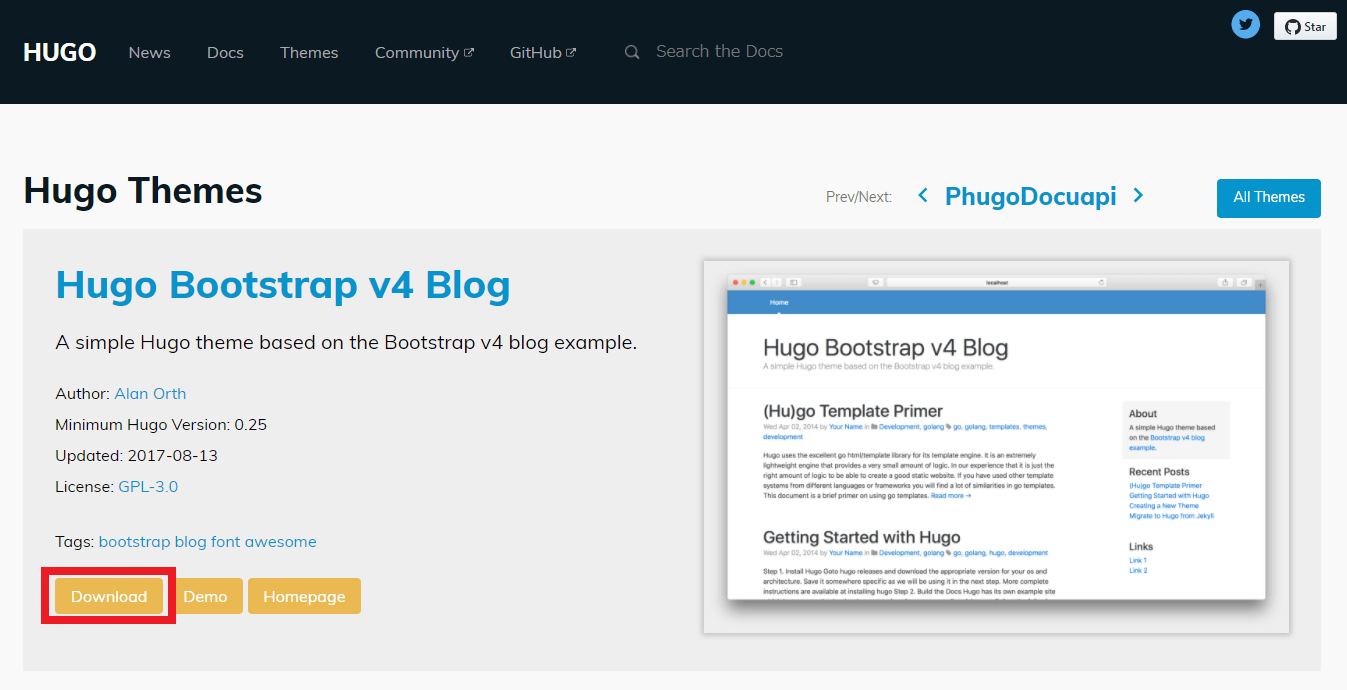 HUGO News Docs Themes Community GitHub Search the Docs Star
Hugo Themes
Prev/Next: PhugoDocuapi
All Themes
Hugo Bootstrap v4 Blog
A simple Hugo theme based on the Bootstrap v4 blog example.
Author: Alan Orth
Minimum Hugo Version: 0.25
Updated: 2017-08-13
License: GPL-3.0
Tags: bootstrap blog font awesome
Download Demo Homepage
localhost
Home
Hugo Bootstrap v4 Blog
A simple Hugo theme based on the Bootstrap v4 blog example.
(Hu)go Template Primer
Wed Apr 02, 2014 by Your Name in Development, golang go, golang, templates, themes,
development
Hugo uses the excellent go html/template library for its template engine. It is an extremely
lightweight engine that provides a very small amount of logic. In our experience that it is just the
right amount of logic to be able to create a good static website. If you have used other template
systems from different languages or frameworks you will find a lot of similarities in go templates.
This document is a brief primer on using go templates. Read more →
Getting Started with Hugo
Wed Apr 02, 2014 by Your Name in Development, golang go, golang, hugo, development
Step 1. Install Hugo Goto hugo releases and download the appropriate version for your os and
architecture. Save it somewhere specific as we will be using it in the next step. More complete
instructions are available at installing hugo Step 2. Build the Docs Hugo has its own example site
About
A simple Hugo theme based
on the Bootstrap v4 blog
example.
Recent Posts
(Hu)go Template Primer
Getting Started with Hugo
Creating a New Theme
Migrate to Hugo from Jekyll
Links
Link 1
Link 2